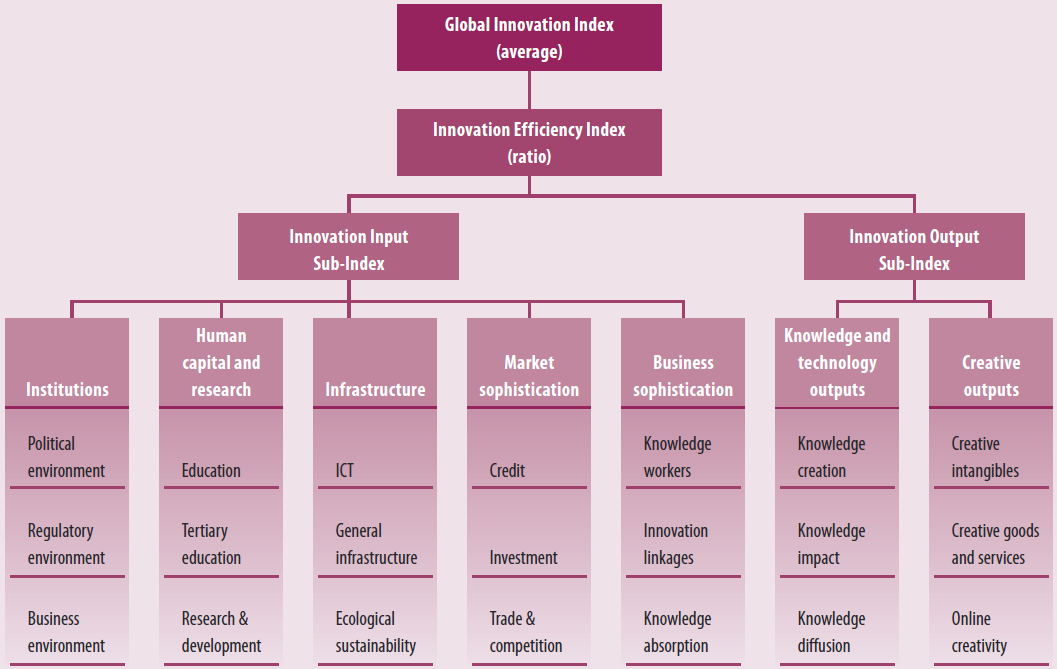 Global Innovation Index
(average)
Innovation Efficiency Index
(ratio)
Innovation Input
Sub-Index
Innovation Output
Sub-Index
Institutions
Human
capital and
research
Infrastructure
Market
sophistication
Business
sophistication
Knowledge and
technology
outputs
Creative
outputs
Political
environment
Education
ICT
Credit
Knowledge
workers
Knowledge
creation
Creative
intangibles
Regulatory
environment
Tertiary
education
General
infrastructure
Investment
Innovation
linkages
Knowledge
impact
Creative goods
and services
Business
environment
Research &
development
Ecological
sustainability
Trade &
competition
Knowledge
absorption
Knowledge
diffusion
Online
creativity